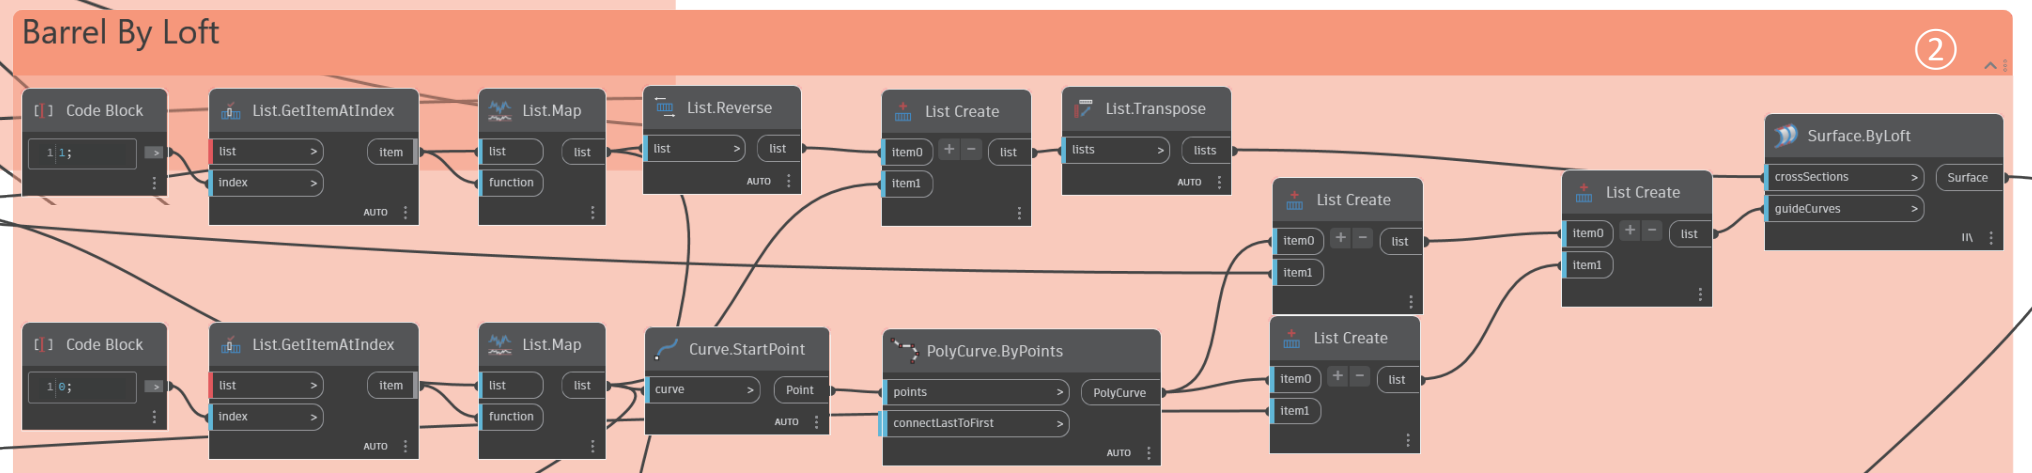 Barrel By Loft
2
Code Block
1 1;
>
List.GetItemAtIndex
list >
item
index >
AUTO
List.Map
list
list
function
List.Reverse
list >
list
AUTO
List Create
item0
+ −
list
item1
List.Transpose
lists >
lists
AUTO
List Create
item0
+ −
list
item1
List Create
item0
+ −
list
item1
Surface.ByLoft
crossSections >
Surface
guideCurves >
Code Block
1 0;
>
List.GetItemAtIndex
list >
item
index >
AUTO
List.Map
list
list
function
Curve.StartPoint
curve >
Point
AUTO
PolyCurve.ByPoints
points >
PolyCurve
connectLastToFirst >
AUTO
List Create
item0
+ −
list
item1